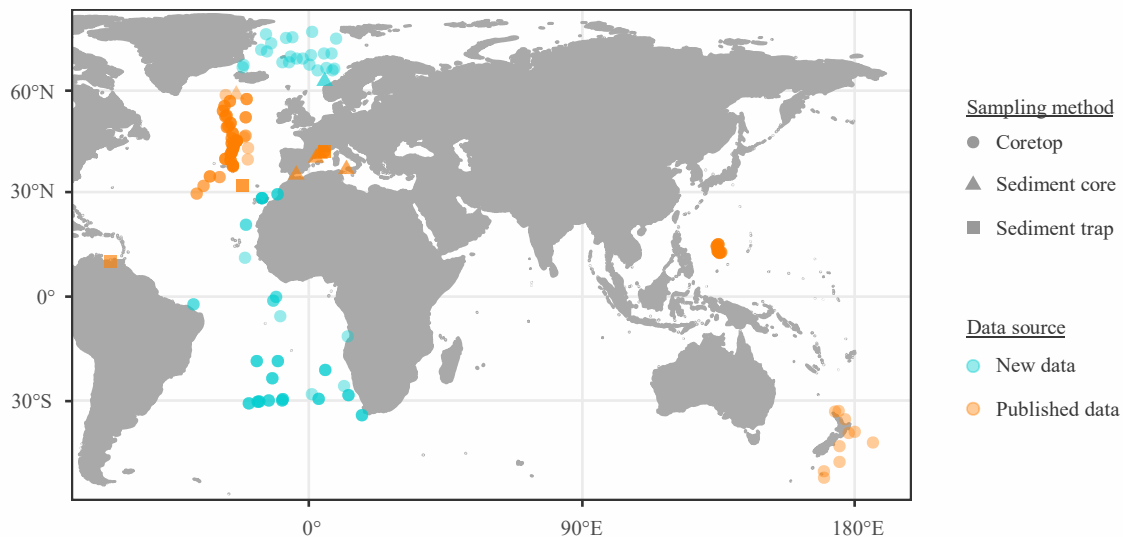 60°N
30°N
0°
30°S
0°
90°E
180°E
Sampling method
Coretop
Sediment core
Sediment trap
Data source
New data
Published data